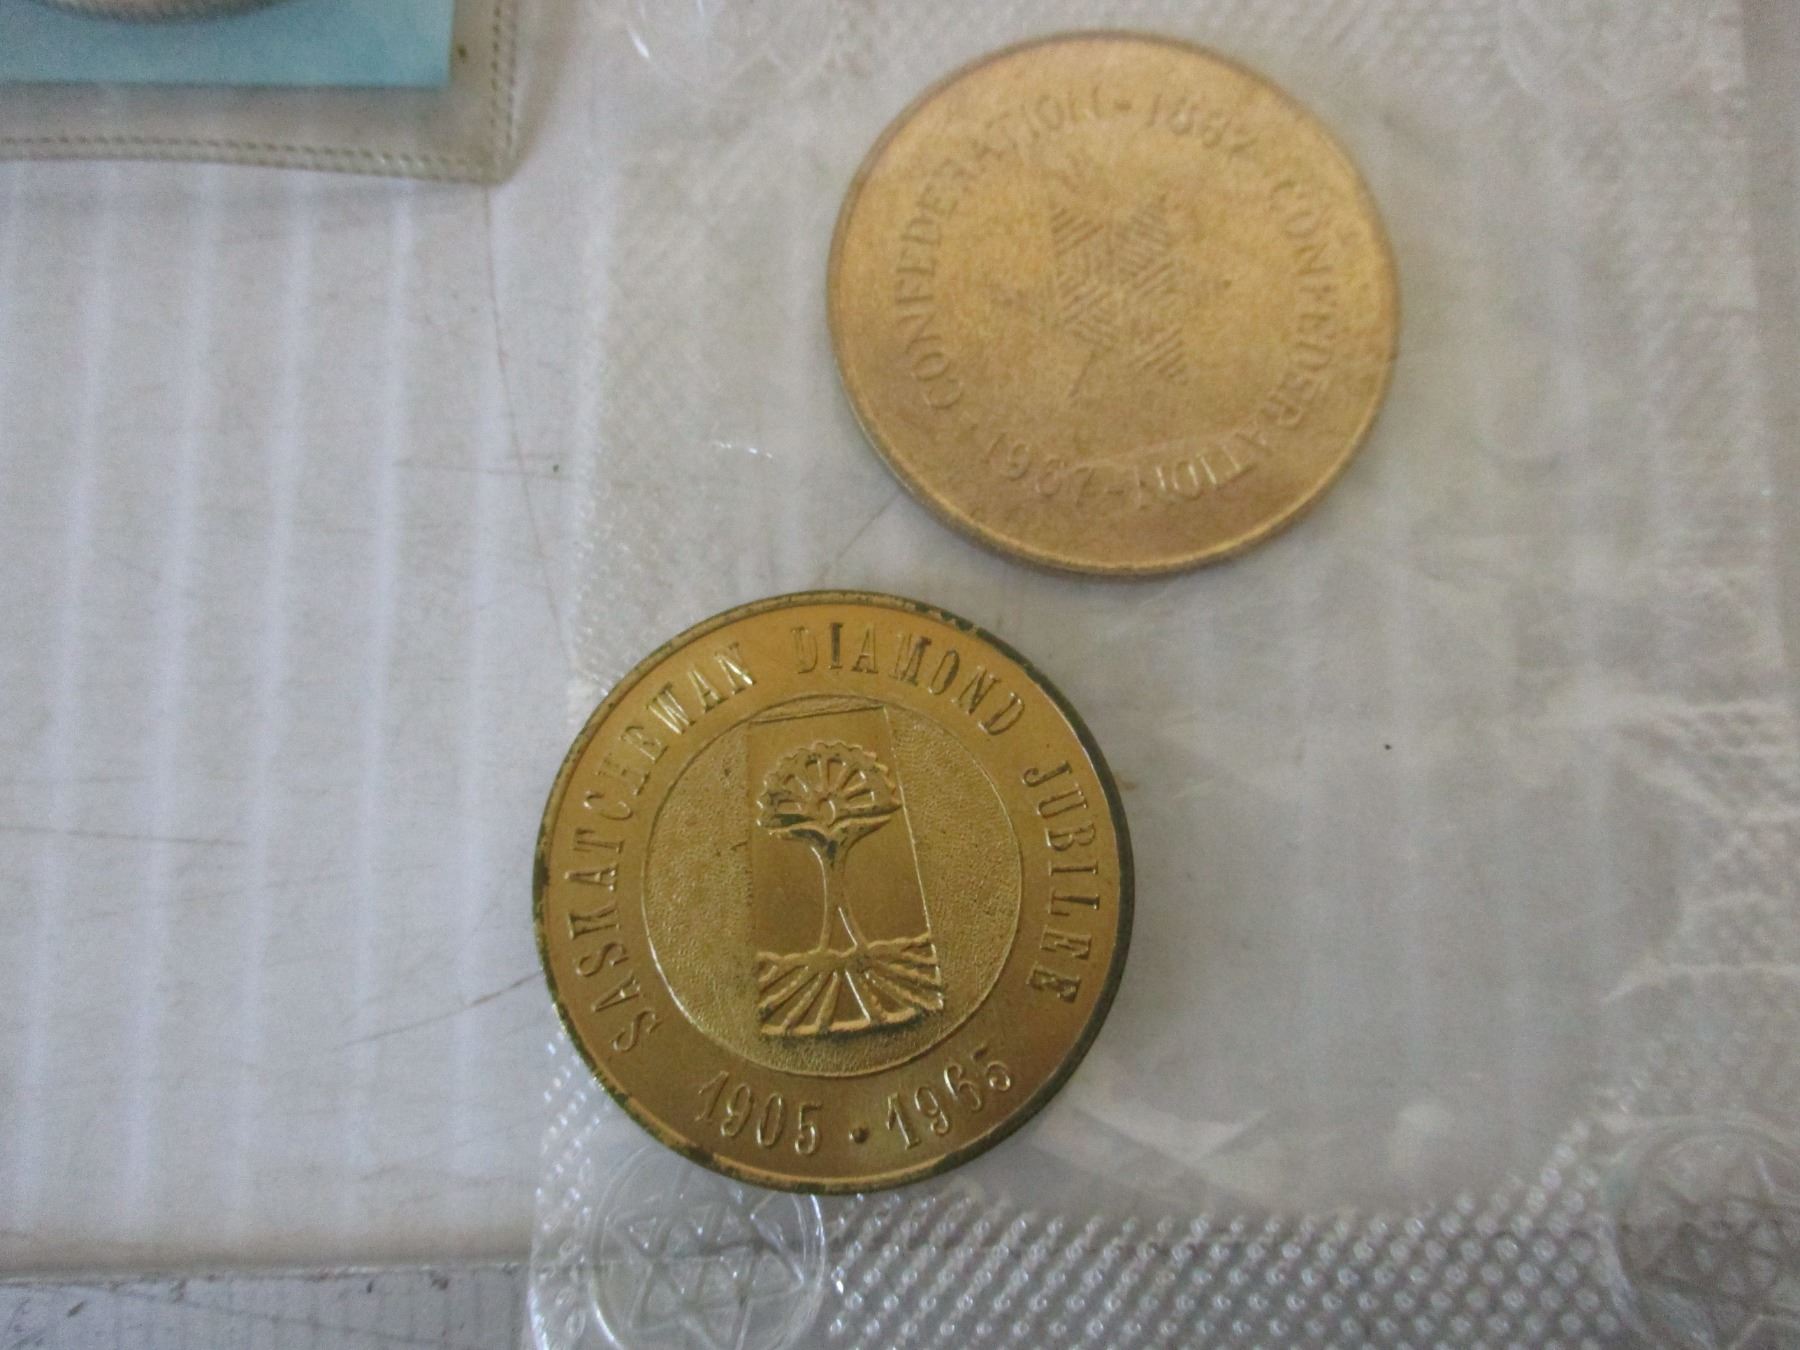 CONFEDERATION - 1867 · CONFEDERATION - 1967 ·
SASKATCHEWAN DIAMOND JUBILEE
1905 · 1965